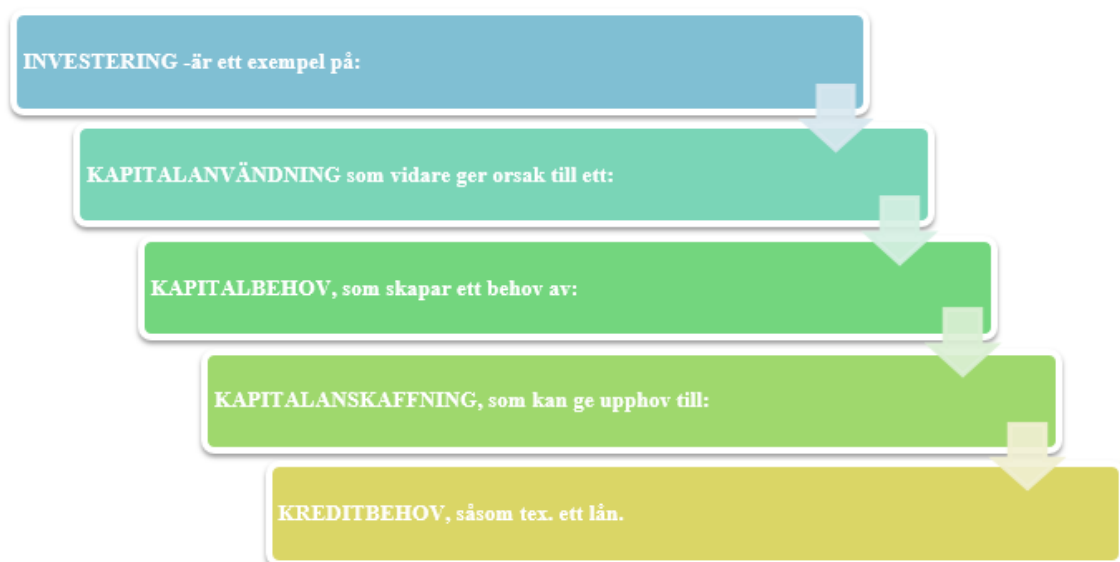 INVESTERING -är ett exempel på:
KAPITALANVÄNDNING som vidare ger orsak till ett:
KAPITALBEHOV, som skapar ett behov av:
KAPITALANSKAFFNING, som kan ge upphov till:
KREDITBEHOV, såsom tex. ett lån.